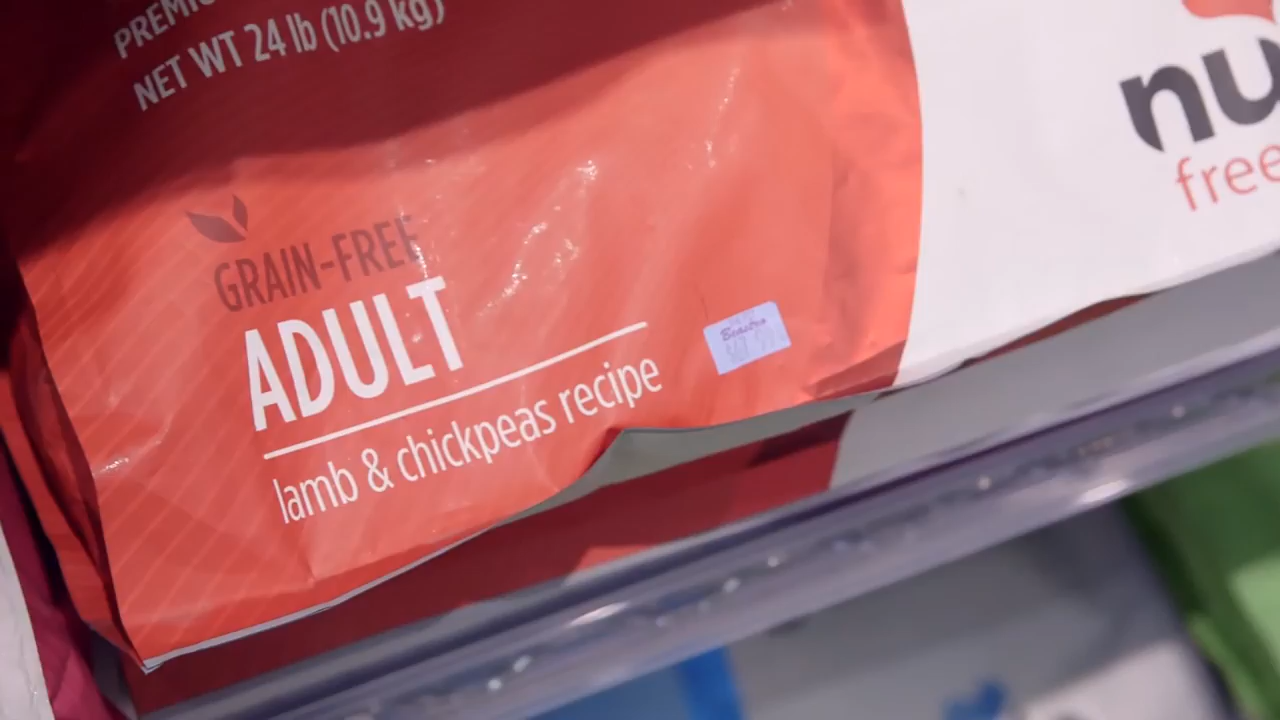 NET WT 24 lb (10.9 kg)
GRAIN-FREE
ADULT
lamb & chickpeas recipe
nu
free